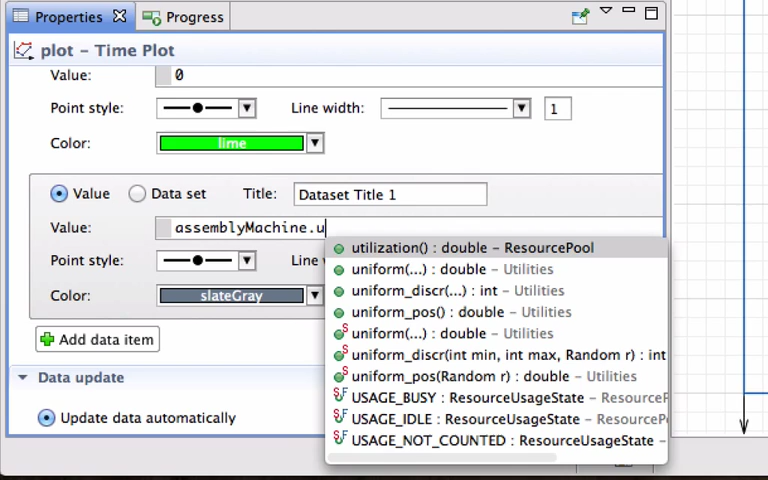 Properties Progress
plot – Time Plot
Value: 0
Point style: Line width: 1
Color: lime
Value Data set Title: Dataset Title 1
Value: assemblyMachine.u
utilization() : double – ResourcePool
Point style: Line
uniform(...) : double – Utilities
uniform_discr(...) : int – Utilities
Color: slateGray
uniform_pos() : double – Utilities
uniform(...) : double – Utilities
Add data item
uniform_discr(int min, int max, Random r) : int
uniform_pos(Random r) : double – Utilities
Data update
USAGE_BUSY : ResourceUsageState – ResourceP
Update data automatically
USAGE_IDLE : ResourceUsageState – ResourcePo
USAGE_NOT_COUNTED : ResourceUsageState –